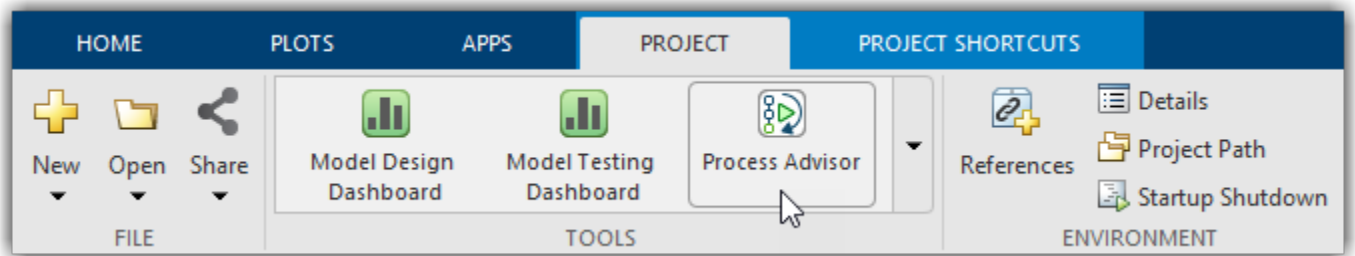 HOME PLOTS APPS PROJECT PROJECT SHORTCUTS
New Open Share
FILE
Model Design
Dashboard
Model Testing
Dashboard
Process Advisor
TOOLS
References
Details
Project Path
Startup Shutdown
ENVIRONMENT